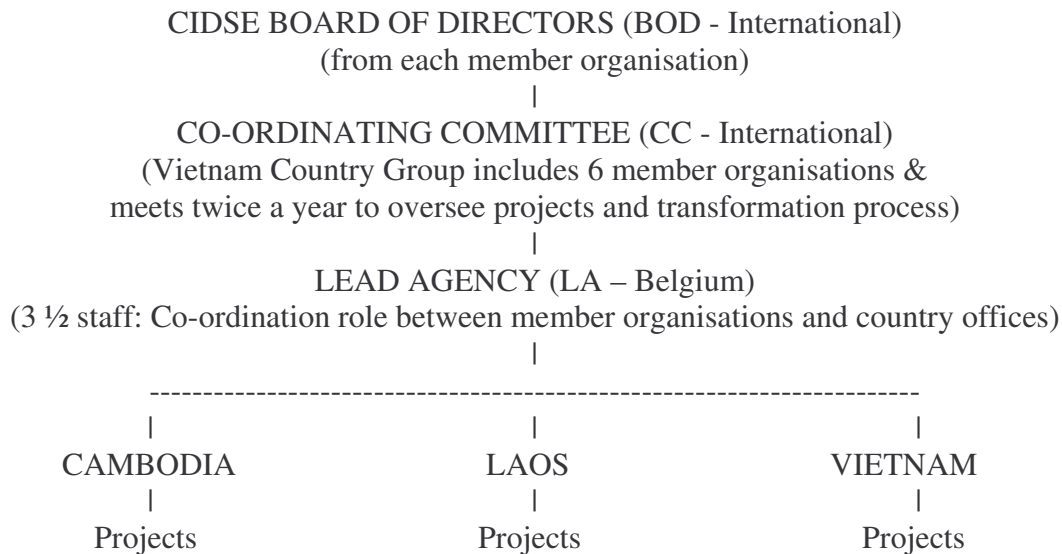 CIDSE BOARD OF DIRECTORS (BOD - International)
(from each member organisation)
|
CO-ORDINATING COMMITTEE (CC - International)
(Vietnam Country Group includes 6 member organisations &
meets twice a year to oversee projects and transformation process)
|
LEAD AGENCY (LA – Belgium)
(3 ½ staff: Co-ordination role between member organisations and country offices)
|
-------------------------------------------------------------------------
| | |
CAMBODIA LAOS VIETNAM
| | |
Projects Projects Projects